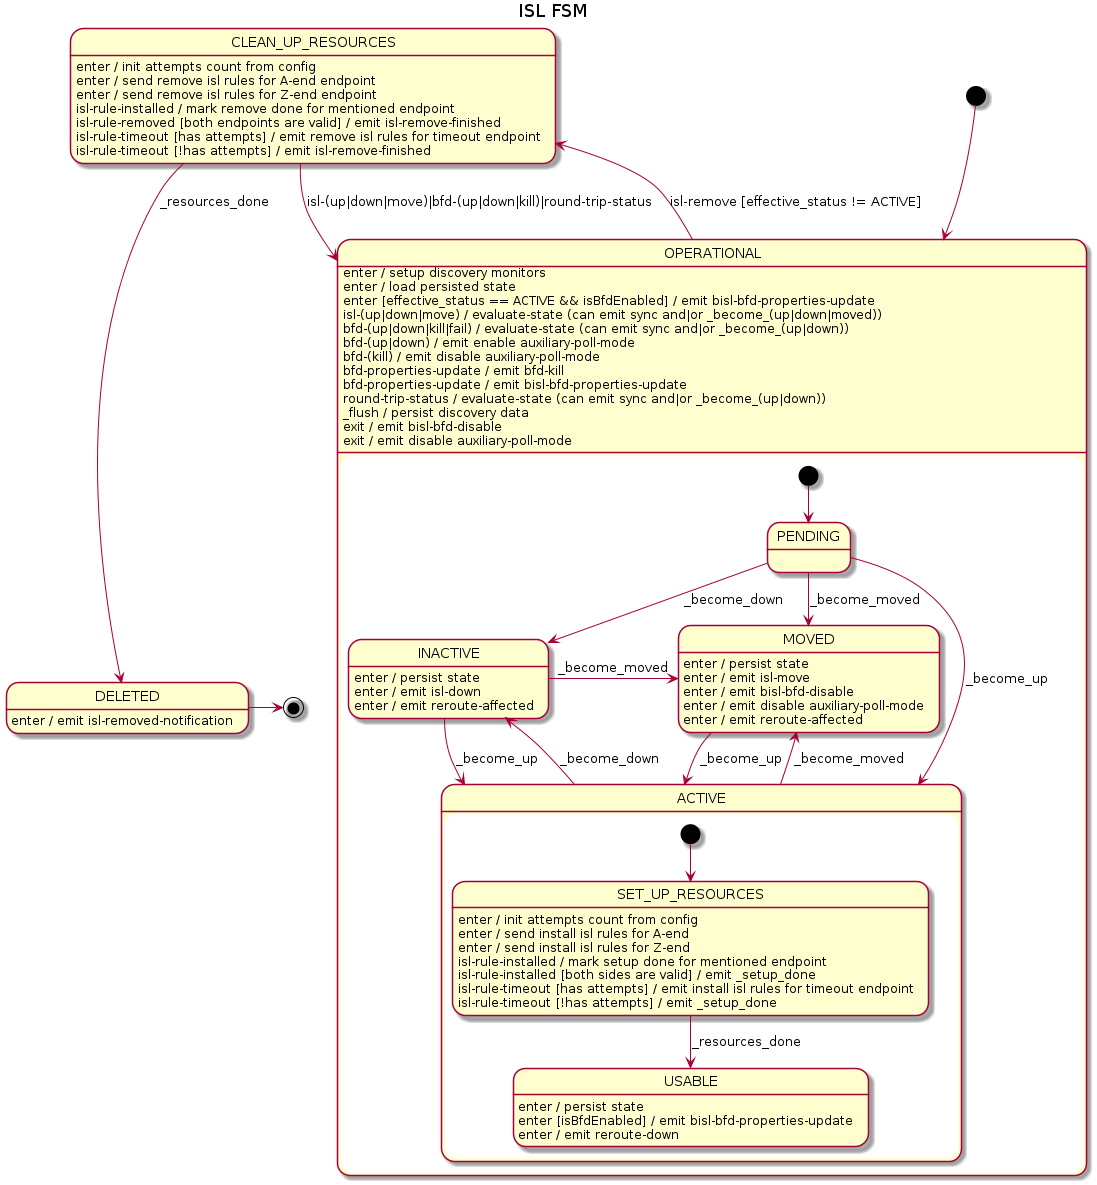 ISL FSM
CLEAN_UP_RESOURCES
enter / init attempts count from config
enter / send remove isl rules for A-end endpoint
enter / send remove isl rules for Z-end endpoint
isl-rule-installed / mark remove done for mentioned endpoint
isl-rule-removed [both endpoints are valid] / emit isl-remove-finished
isl-rule-timeout [has attempts] / emit remove isl rules for timeout endpoint
isl-rule-timeout [!has attempts] / emit isl-remove-finished
_resources_done
isl-(up|down|move)|bfd-(up|down|kill)|round-trip-status
isl-remove [effective_status != ACTIVE]
OPERATIONAL
enter / setup discovery monitors
enter / load persisted state
enter [effective_status == ACTIVE && isBfdEnabled] / emit bisl-bfd-properties-update
isl-(up|down|move) / evaluate-state (can emit sync and|or _become_(up|down|moved))
bfd-(up|down|kill|fail) / evaluate-state (can emit sync and|or _become_(up|down))
bfd-(up|down) / emit enable auxiliary-poll-mode
bfd-(kill) / emit disable auxiliary-poll-mode
bfd-properties-update / emit bfd-kill
bfd-properties-update / emit bisl-bfd-properties-update
round-trip-status / evaluate-state (can emit sync and|or _become_(up|down))
_flush / persist discovery data
exit / emit bisl-bfd-disable
exit / emit disable auxiliary-poll-mode
PENDING
_become_down
_become_moved
_become_up
INACTIVE
enter / persist state
enter / emit isl-down
enter / emit reroute-affected
_become_moved
MOVED
enter / persist state
enter / emit isl-move
enter / emit bisl-bfd-disable
enter / emit disable auxiliary-poll-mode
enter / emit reroute-affected
DELETED
enter / emit isl-removed-notification
_become_up
_become_down
_become_up
_become_moved
ACTIVE
SET_UP_RESOURCES
enter / init attempts count from config
enter / send install isl rules for A-end
enter / send install isl rules for Z-end
isl-rule-installed / mark setup done for mentioned endpoint
isl-rule-installed [both sides are valid] / emit _setup_done
isl-rule-timeout [has attempts] / emit install isl rules for timeout endpoint
isl-rule-timeout [!has attempts] / emit _setup_done
_resources_done
USABLE
enter / persist state
enter [isBfdEnabled] / emit bisl-bfd-properties-update
enter / emit reroute-down